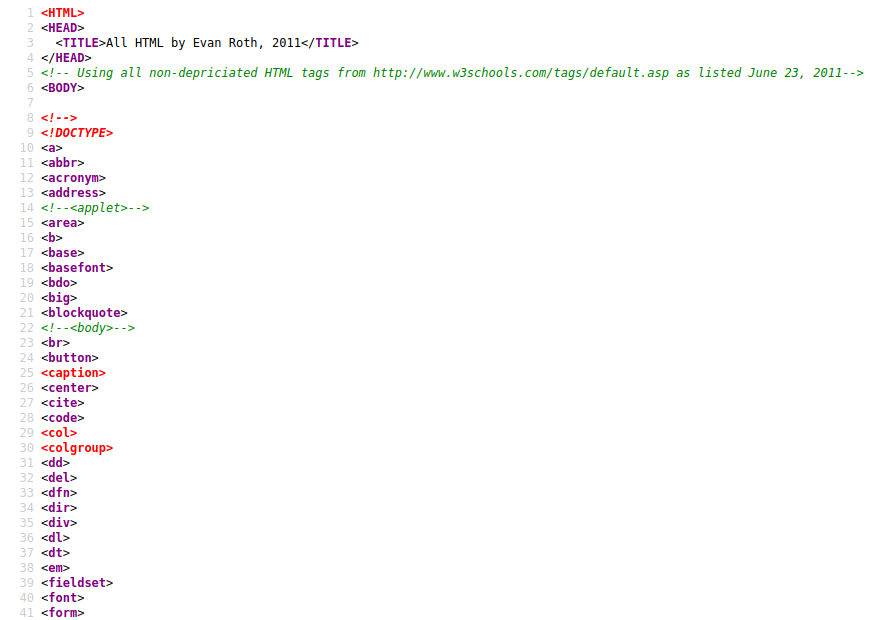 1 <HTML>
2 <HEAD>
3   <TITLE>All HTML by Evan Roth, 2011</TITLE>
4 </HEAD>
5 <!-- Using all non-depriciated HTML tags from http://www.w3schools.com/tags/default.asp as listed June 23, 2011-->
6 <BODY>
7
8 <!-->
9 <!DOCTYPE>
10 <a>
11 <abbr>
12 <acronym>
13 <address>
14 <!--<applet>-->
15 <area>
16 <b>
17 <base>
18 <basefont>
19 <bdo>
20 <big>
21 <blockquote>
22 <!--<body>-->
23 <br>
24 <button>
25 <caption>
26 <center>
27 <cite>
28 <code>
29 <col>
30 <colgroup>
31 <dd>
32 <del>
33 <dfn>
34 <dir>
35 <div>
36 <dl>
37 <dt>
38 <em>
39 <fieldset>
40 <font>
41 <form>